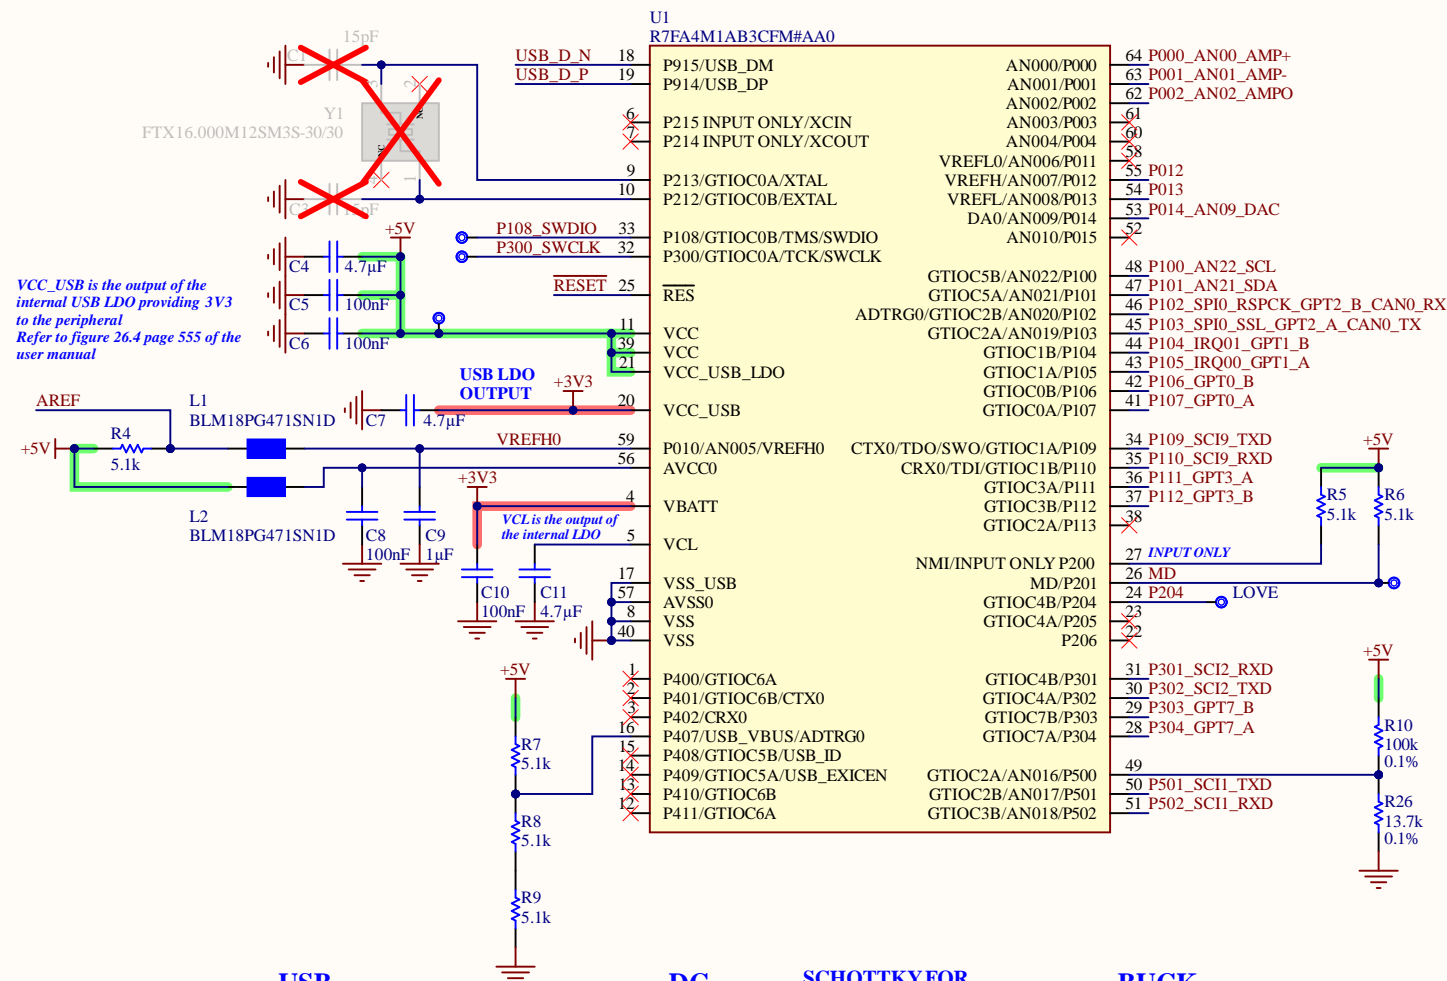 U1
R7FA4M1AB3CFM#AA0
15pF
C1
Y1
FTX16.000M12SM3S-30/30
2
NC
NC
1
C3
15pF
USB_D_N 18 P915/USB_DM
USB_D_P 19 P914/USB_DP
6 P215 INPUT ONLY/XCIN
7 P214 INPUT ONLY/XCOUT
9 P213/GTIOC0A/XTAL
10 P212/GTIOC0B/EXTAL
+5V
P108_SWDIO 33 P108/GTIOC0B/TMS/SWDIO
P300_SWCLK 32 P300/GTIOC0A/TCK/SWCLK
C4 4.7µF
RESET 25 RES
C5 100nF
C6 100nF
11 VCC
39 VCC
21 VCC_USB_LDO
VCC_USB is the output of the
internal USB LDO providing 3V3
to the peripheral
Refer to figure 26.4 page 555 of the
user manual
USB LDO
OUTPUT
+3V3
C7 4.7µF
20 VCC_USB
AREF
L1
BLM18PG471SN1D
+5V
R4
5.1k
VREFH0 59 P010/AN005/VREFH0
56 AVCC0
L2
BLM18PG471SN1D
C8
100nF
C9
1µF
+3V3
4 VBATT
VCL is the output of
the internal LDO
5 VCL
C10
100nF
C11
4.7µF
17 VSS_USB
57 AVSS0
8 VSS
40 VSS
+5V
1 P400/GTIOC6A
2 P401/GTIOC6B/CTX0
3 P402/CRX0
16 P407/USB_VBUS/ADTRG0
15 P408/GTIOC5B/USB_ID
14 P409/GTIOC5A/USB_EXICEN
13 P410/GTIOC6B
12 P411/GTIOC6A
R7
5.1k
R8
5.1k
R9
5.1k
AN000/P000 64 P000_AN00_AMP+
AN001/P001 63 P001_AN01_AMP-
AN002/P002 62 P002_AN02_AMPO
AN003/P003 61
AN004/P004 60
VREFL0/AN006/P011 58
VREFH/AN007/P012 55 P012
VREFL/AN008/P013 54 P013
DA0/AN009/P014 53 P014_AN09_DAC
AN010/P015 52
GTIOC5B/AN022/P100 48 P100_AN22_SCL
GTIOC5A/AN021/P101 47 P101_AN21_SDA
ADTRG0/GTIOC2B/AN020/P102 46 P102_SPI0_RSPCK_GPT2_B_CAN0_RX
GTIOC2A/AN019/P103 45 P103_SPI0_SSL_GPT2_A_CAN0_TX
GTIOC1B/P104 44 P104_IRQ01_GPT1_B
GTIOC1A/P105 43 P105_IRQ00_GPT1_A
GTIOC0B/P106 42 P106_GPT0_B
GTIOC0A/P107 41 P107_GPT0_A
CTX0/TDO/SWO/GTIOC1A/P109 34 P109_SCI9_TXD
CRX0/TDI/GTIOC1B/P110 35 P110_SCI9_RXD
GTIOC3A/P111 36 P111_GPT3_A
GTIOC3B/P112 37 P112_GPT3_B
GTIOC2A/P113 38
+5V
R5
5.1k
R6
5.1k
NMI/INPUT ONLY P200 27 INPUT ONLY
MD/P201 26 MD
GTIOC4B/P204 24 P204 LOVE
GTIOC4A/P205 23
P206 22
GTIOC4B/P301 31 P301_SCI2_RXD
GTIOC4A/P302 30 P302_SCI2_TXD
GTIOC7B/P303 29 P303_GPT7_B
GTIOC7A/P304 28 P304_GPT7_A
GTIOC2A/AN016/P500 49
GTIOC2B/AN017/P501 50 P501_SCI1_TXD
GTIOC3B/AN018/P502 51 P502_SCI1_RXD
+5V
R10
100k
0.1%
R26
13.7k
0.1%
USB
DC
SCHOTTKY FOR
BUCK